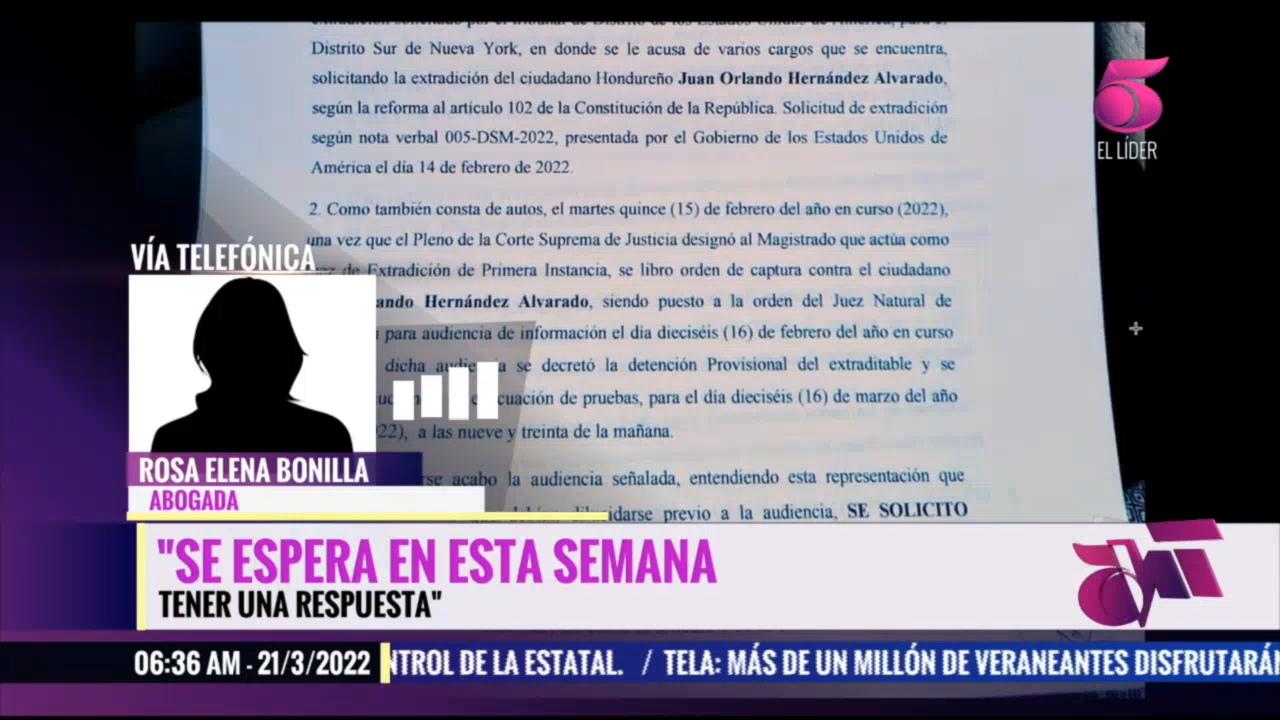 Distrito Sur de Nueva York, en donde se le acusa de varios cargos que se encuentra,
solicitando la extradición del ciudadano Hondureño Juan Orlando Hernández Alvarado,
según la reforma al artículo 102 de la Constitución de la República. Solicitud de extradición
según nota verbal 005-DSM-2022, presentada por el Gobierno de los Estados Unidos de
América el día 14 de febrero de 2022.
2. Como también consta de autos, el martes quince (15) de febrero del año en curso (2022),
una vez que el Pleno de la Corte Suprema de Justicia designó al Magistrado que actúa como
de Extradición de Primera Instancia, se libro orden de captura contra el ciudadano
ando Hernández Alvarado, siendo puesto a la orden del Juez Natural de
para audiencia de información el día dieciséis (16) de febrero del año en curso
dicha se decretó la detención Provisional del extraditable y se
cuación de pruebas, para el día dieciséis (16) de marzo del año
22), a las nueve y treinta de la mañana.
rse acabo la audiencia señalada, entendiendo esta representación que
idarse previo a la audiencia, SE SOLICITO
5
EL LÍDER
VÍA TELEFÓNICA
ROSA ELENA BONILLA
ABOGADA
"SE ESPERA EN ESTA SEMANA
TENER UNA RESPUESTA"
06:36 AM - 21/3/2022 NTROL DE LA ESTATAL. / TELA: MÁS DE UN MILLÓN DE VERANEANTES DISFRUTARÁN